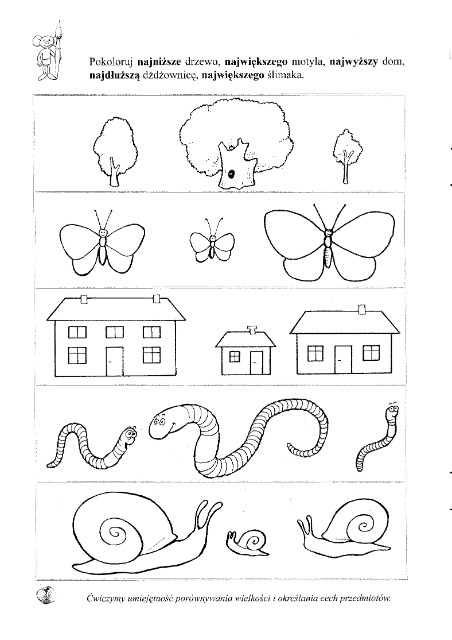 Pokoloruj najniższe drzewo, największego motyla, najwyższy dom,
najdłuższą dżdżownicę, największego ślimaka.
Ćwiczymy umiejętność porównywania wielkości i określania cech przedmiotów.